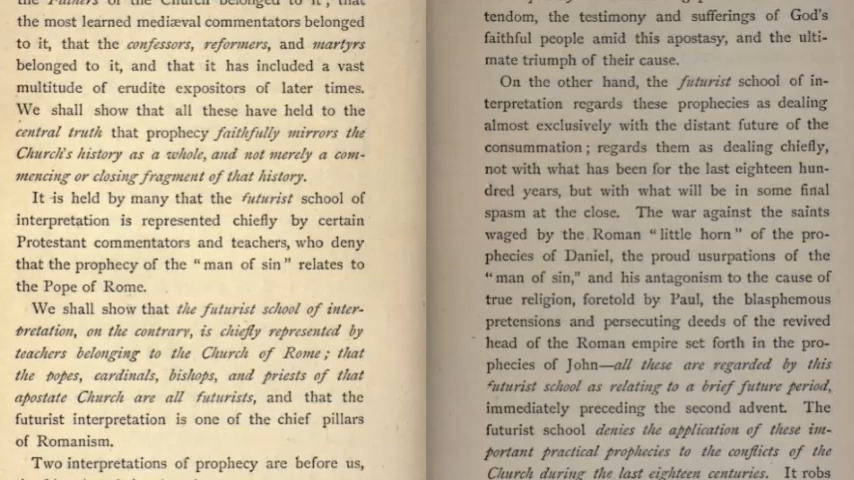 the Fathers of the Church belonged to it; that
the most learned mediæval commentators belonged
to it, that the confessors, reformers, and martyrs
belonged to it, and that it has included a vast
multitude of erudite expositors of later times.
We shall show that all these have held to the
central truth that prophecy faithfully mirrors the
Church's history as a whole, and not merely a com-
mencing or closing fragment of that history.
It is held by many that the futurist school of
interpretation is represented chiefly by certain
Protestant commentators and teachers, who deny
that the prophecy of the "man of sin" relates to
the Pope of Rome.
We shall show that the futurist school of inter-
pretation, on the contrary, is chiefly represented by
teachers belonging to the Church of Rome; that
the popes, cardinals, bishops, and priests of that
apostate Church are all futurists, and that the
futurist interpretation is one of the chief pillars
of Romanism.
Two interpretations of prophecy are before us,
tendom, the testimony and sufferings of God's
faithful people amid this apostasy, and the ulti-
mate triumph of their cause.
On the other hand, the futurist school of in-
terpretation regards these prophecies as dealing
almost exclusively with the distant future of the
consummation; regards them as dealing chiefly,
not with what has been for the last eighteen hun-
dred years, but with what will be in some final
spasm at the close. The war against the saints
waged by the Roman "little horn" of the pro-
phecies of Daniel, the proud usurpations of the
"man of sin," and his antagonism to the cause of
true religion, foretold by Paul, the blasphemous
pretensions and persecuting deeds of the revived
head of the Roman empire set forth in the pro-
phecies of John—all these are regarded by this
futurist school as relating to a brief future period,
immediately preceding the second advent. The
futurist school denies the application of these im-
portant practical prophecies to the conflicts of the
Church during the last eighteen centuries. It robs